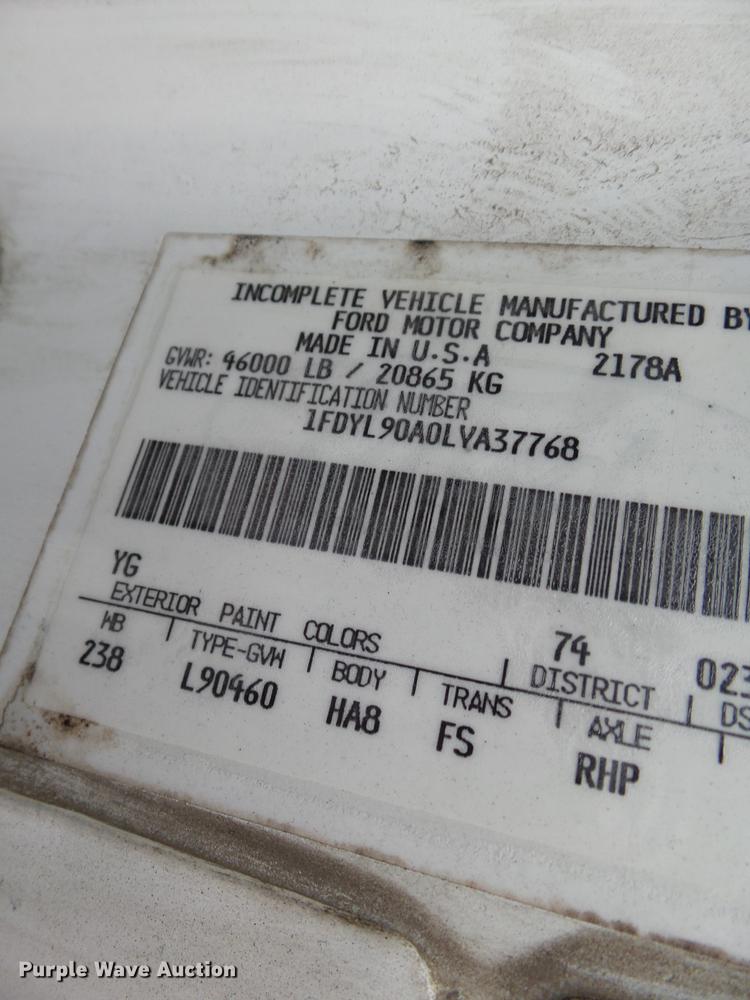 INCOMPLETE VEHICLE MANUFACTURED BY
FORD MOTOR COMPANY
MADE IN U.S.A 2178A
GVWR: 46000 LB / 20865 KG
VEHICLE IDENTIFICATION NUMBER
1FDYL90A0LVA37768
YG 74 023
EXTERIOR PAINT COLORS DISTRICT DS
WB TYPE-GVW BODY TRANS AXLE
238 L90460 HA8 FS RHP
Purple Wave Auction